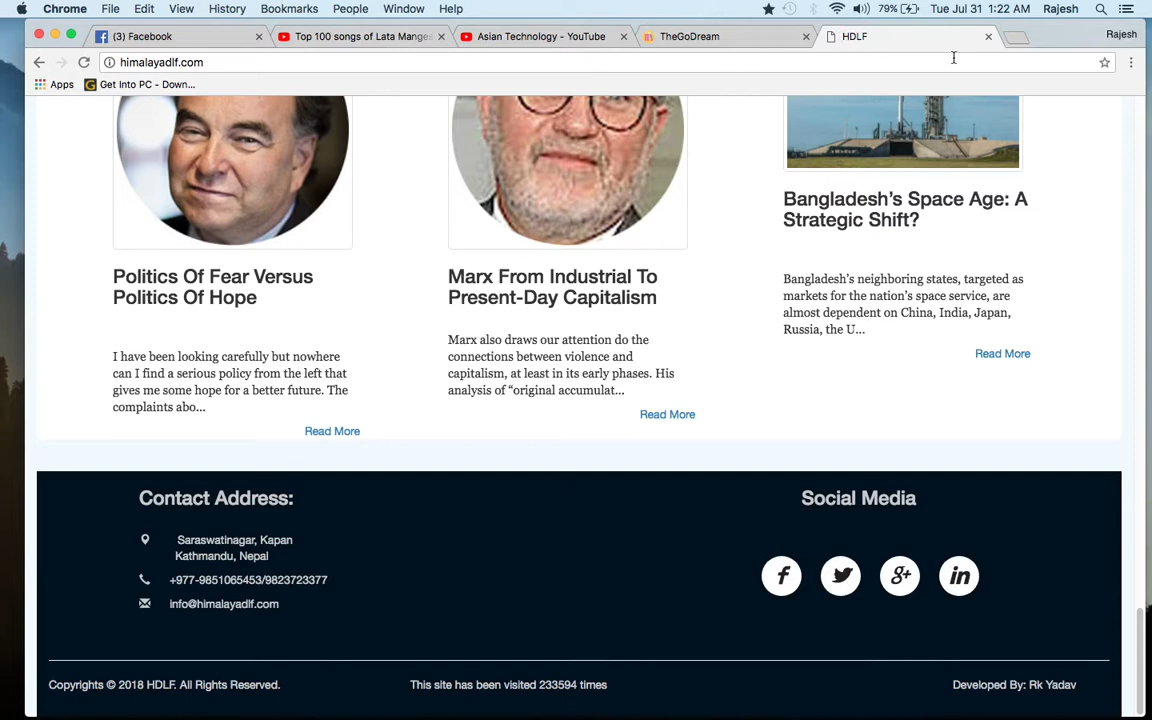 Chrome File Edit View History Bookmarks People Window Help 79% Tue Jul 31 1:22 AM Rajesh
(3) Facebook Top 100 songs of Lata Manges Asian Technology - YouTube TheGoDream HDLF Rajesh
himalayadlf.com
Apps Get Into PC - Down...
Politics Of Fear Versus
Politics Of Hope
I have been looking carefully but nowhere
can I find a serious policy from the left that
gives me some hope for a better future. The
complaints abo...
Read More
Marx From Industrial To
Present-Day Capitalism
Marx also draws our attention do the
connections between violence and
capitalism, at least in its early phases. His
analysis of “original accumulat...
Read More
Bangladesh’s Space Age: A
Strategic Shift?
Bangladesh’s neighboring states, targeted as
markets for the nation’s space service, are
almost dependent on China, India, Japan,
Russia, the U...
Read More
Contact Address:
Saraswatinagar, Kapan
Kathmandu, Nepal
+977-9851065453/9823723377
info@himalayadlf.com
Social Media
f g+ in
Copyrights © 2018 HDLF. All Rights Reserved. This site has been visited 233594 times Developed By: Rk Yadav